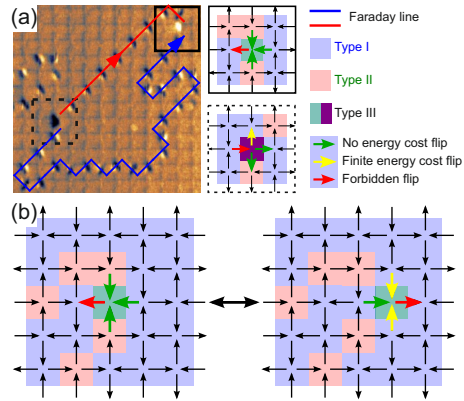 (a)
Faraday line
Type I
Type II
Type III
No energy cost flip
Finite energy cost flip
Forbidden flip
(b)